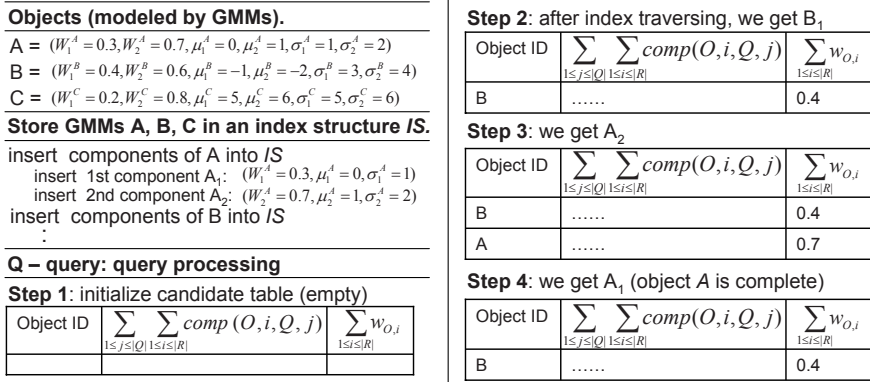 Objects (modeled by GMMs).
A = (W₁ᴬ = 0.3, W₂ᴬ = 0.7, μ₁ᴬ = 0, μ₂ᴬ = 1, σ₁ᴬ = 1, σ₂ᴬ = 2)
B = (W₁ᴮ = 0.4, W₂ᴮ = 0.6, μ₁ᴮ = −1, μ₂ᴮ = −2, σ₁ᴮ = 3, σ₂ᴮ = 4)
C = (W₁ᶜ = 0.2, W₂ᶜ = 0.8, μ₁ᶜ = 5, μ₂ᶜ = 6, σ₁ᶜ = 5, σ₂ᶜ = 6)
Store GMMs A, B, C in an index structure IS.
insert components of A into IS
insert 1st component A₁: (W₁ᴬ = 0.3, μ₁ᴬ = 0, σ₁ᴬ = 1)
insert 2nd component A₂: (W₂ᴬ = 0.7, μ₂ᴬ = 1, σ₂ᴬ = 2)
insert components of B into IS
:
Q – query: query processing
Step 1: initialize candidate table (empty)
Object ID ∑ 1≤j≤|Q| ∑ 1≤i≤|R| comp (O,i,Q,j) ∑ 1≤i≤|R| w_{O,i}
Step 2: after index traversing, we get B₁
Object ID ∑ 1≤j≤|Q| ∑ 1≤i≤|R| comp(O,i,Q,j) ∑ 1≤i≤|R| w_{O,i}
B …… 0.4
Step 3: we get A₂
Object ID ∑ 1≤j≤|Q| ∑ 1≤i≤|R| comp(O,i,Q,j) ∑ 1≤i≤|R| w_{O,i}
B …… 0.4
A …… 0.7
Step 4: we get A₁ (object A is complete)
Object ID ∑ 1≤j≤|Q| ∑ 1≤i≤|R| comp(O,i,Q,j) ∑ 1≤i≤|R| w_{O,i}
B …… 0.4